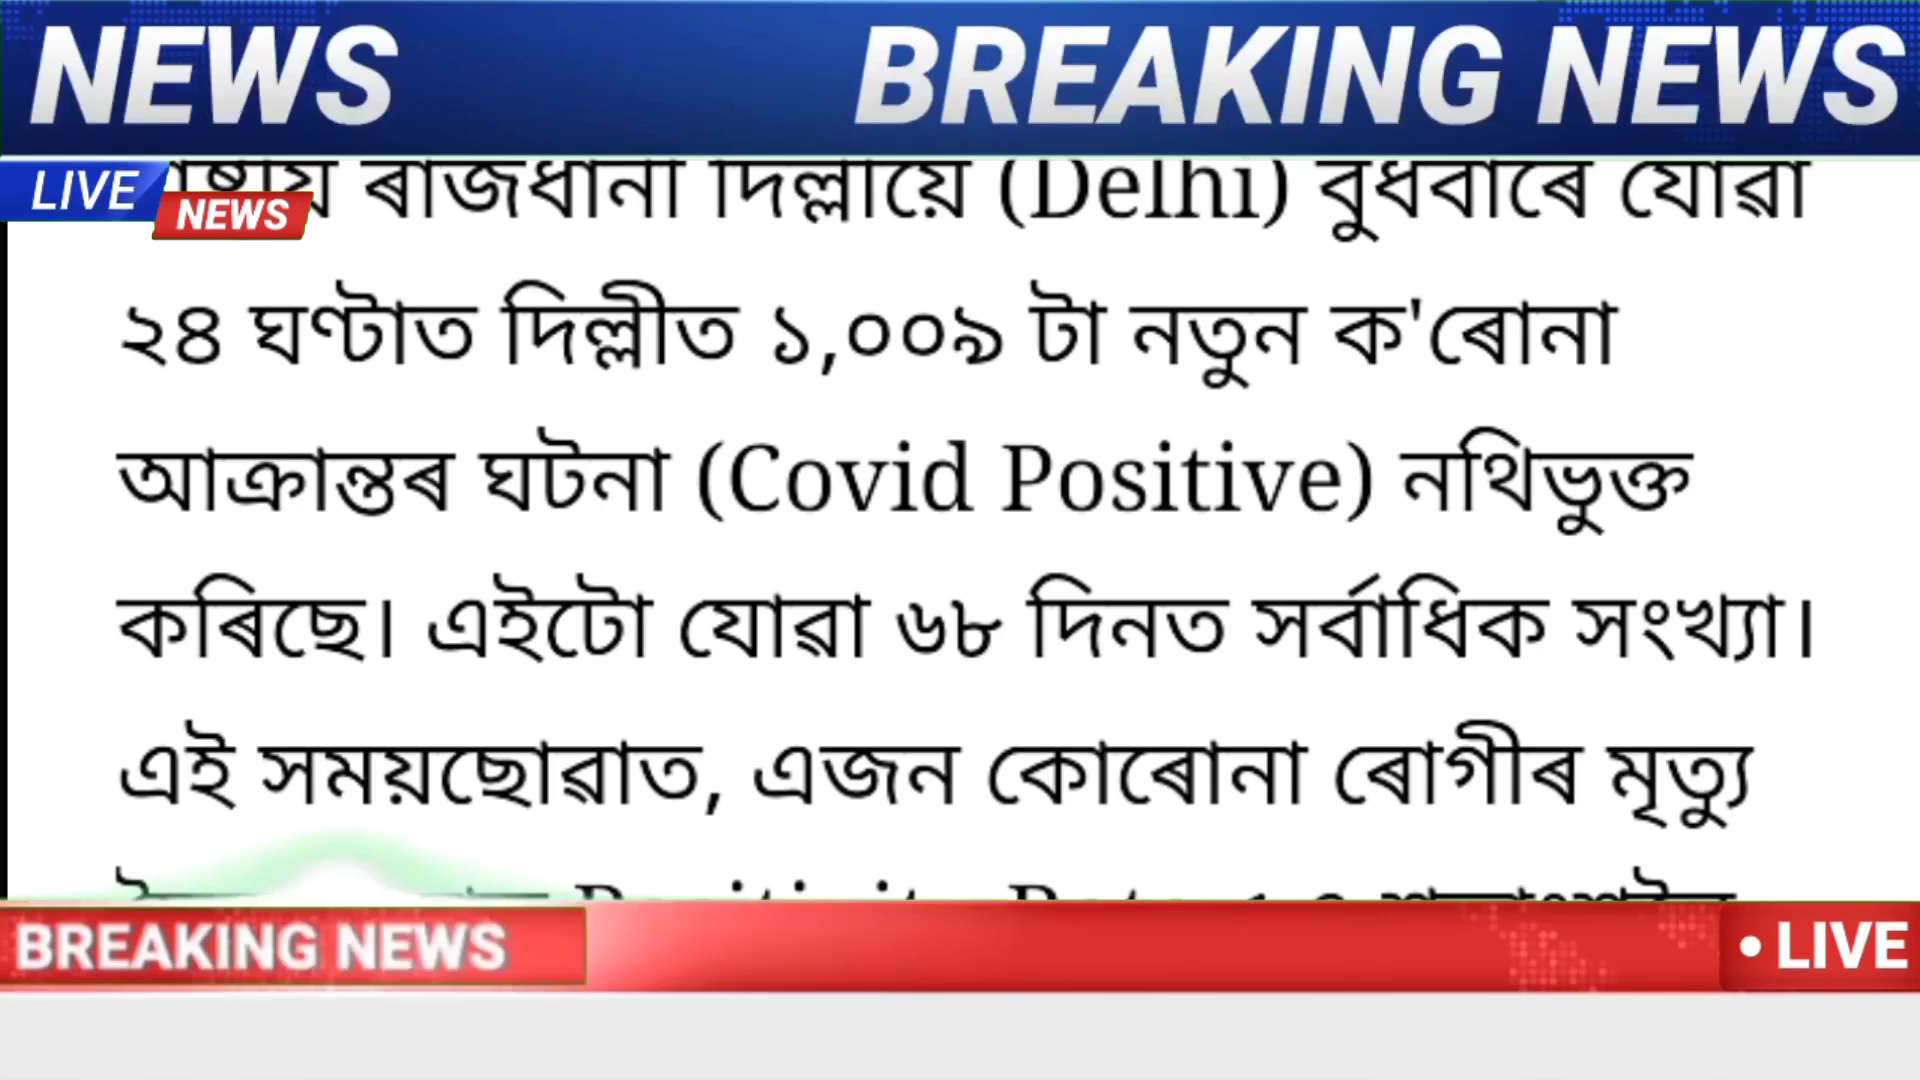 NEWS BREAKING NEWS
LIVE
NEWS
ৰাজধানী দিল্লীয়ে (Delhi) বুধবাৰে যোৱা
২৪ ঘণ্টাত দিল্লীত ১,০০৯ টা নতুন ক'ৰোনা
আক্ৰান্তৰ ঘটনা (Covid Positive) নথিভুক্ত
কৰিছে। এইটো যোৱা ৬৮ দিনত সৰ্বাধিক সংখ্যা।
এই সময়ছোৱাত, এজন কোৰোনা ৰোগীৰ মৃত্যু
BREAKING NEWS
• LIVE